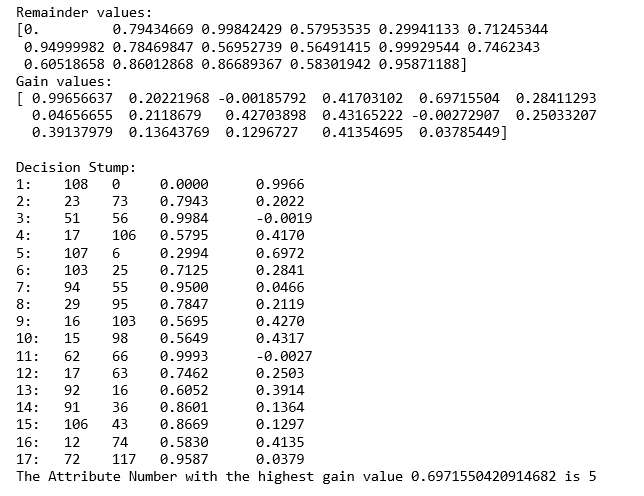 Remainder values:
[0. 0.79434669 0.99842429 0.57953535 0.29941133 0.71245344
0.94999982 0.78469847 0.56952739 0.56491415 0.99929544 0.7462343
0.60518658 0.86012868 0.86689367 0.58301942 0.95871188]
Gain values:
[ 0.99656637 0.20221968 -0.00185792 0.41703102 0.69715504 0.28411293
0.04656655 0.2118679 0.42703898 0.43165222 -0.00272907 0.25033207
0.39137979 0.13643769 0.1296727 0.41354695 0.03785449]
Decision Stump:
1: 108 0 0.0000 0.9966
2: 23 73 0.7943 0.2022
3: 51 56 0.9984 -0.0019
4: 17 106 0.5795 0.4170
5: 107 6 0.2994 0.6972
6: 103 25 0.7125 0.2841
7: 94 55 0.9500 0.0466
8: 29 95 0.7847 0.2119
9: 16 103 0.5695 0.4270
10: 15 98 0.5649 0.4317
11: 62 66 0.9993 -0.0027
12: 17 63 0.7462 0.2503
13: 92 16 0.6052 0.3914
14: 91 36 0.8601 0.1364
15: 106 43 0.8669 0.1297
16: 12 74 0.5830 0.4135
17: 72 117 0.9587 0.0379
The Attribute Number with the highest gain value 0.6971550420914682 is 5